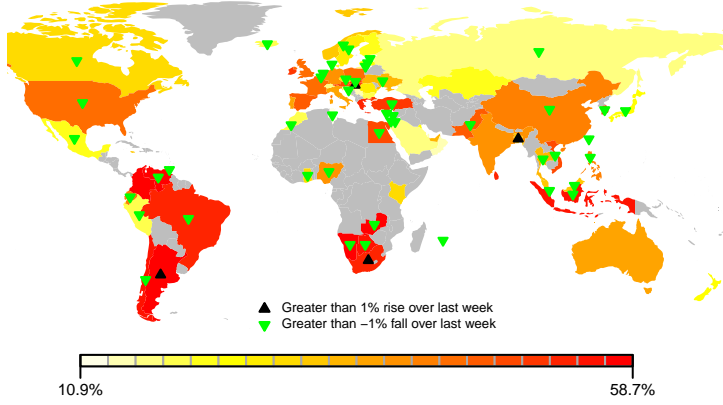 Greater than 1% rise over last week
Greater than −1% fall over last week
10.9%
58.7%